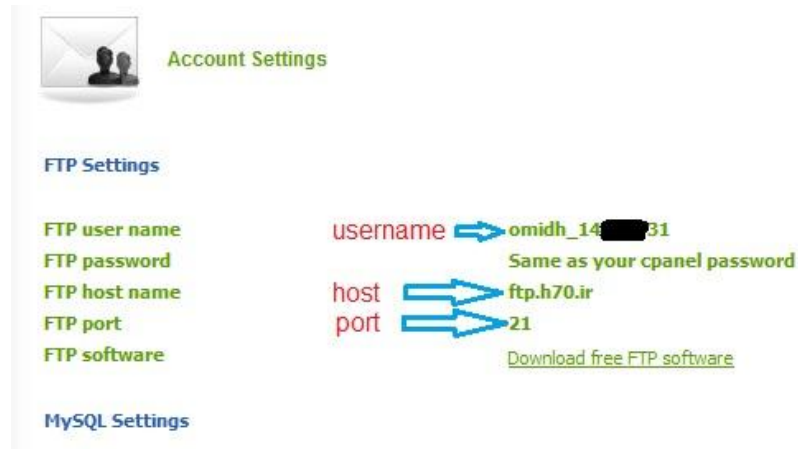 Account Settings
FTP Settings
FTP user name username omidh_14 31
FTP password Same as your cpanel password
FTP host name host ftp.h70.ir
FTP port port 21
FTP software Download free FTP software
MySQL Settings